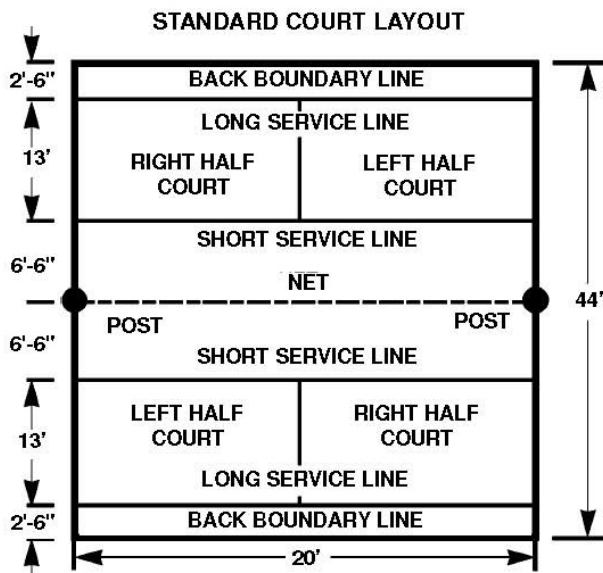 STANDARD COURT LAYOUT
2'-6"
BACK BOUNDARY LINE
LONG SERVICE LINE
13'
RIGHT HALF
COURT
LEFT HALF
COURT
SHORT SERVICE LINE
6'-6"
NET
44'
POST
POST
6'-6"
SHORT SERVICE LINE
LEFT HALF
COURT
RIGHT HALF
COURT
13'
LONG SERVICE LINE
2'-6"
BACK BOUNDARY LINE
20'